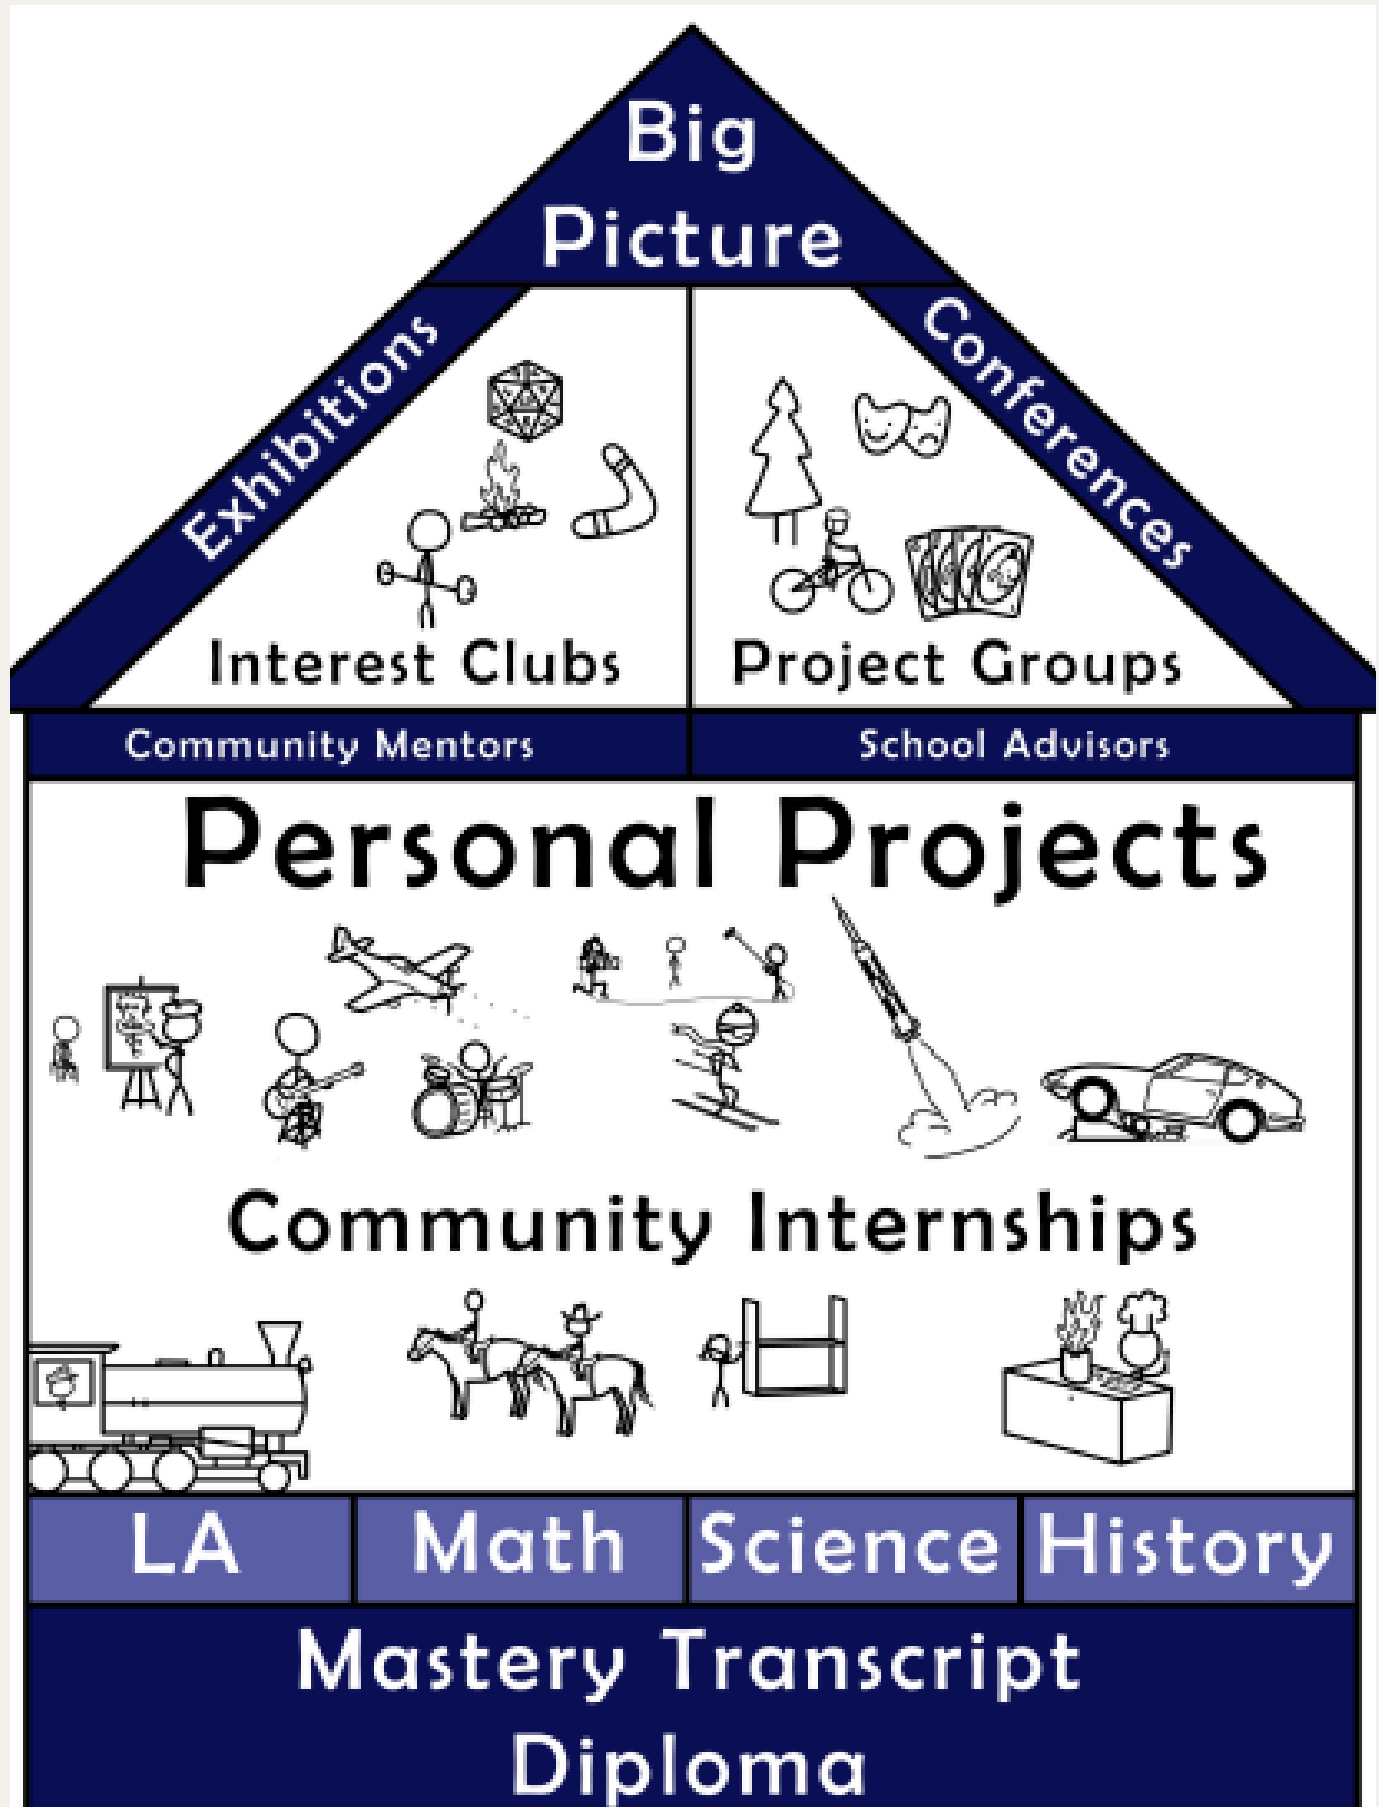 Big
Picture
Exhibitions
Conferences
Interest Clubs
Project Groups
Community Mentors
School Advisors
Personal Projects
Community Internships
LA
Math
Science
History
Mastery Transcript
Diploma